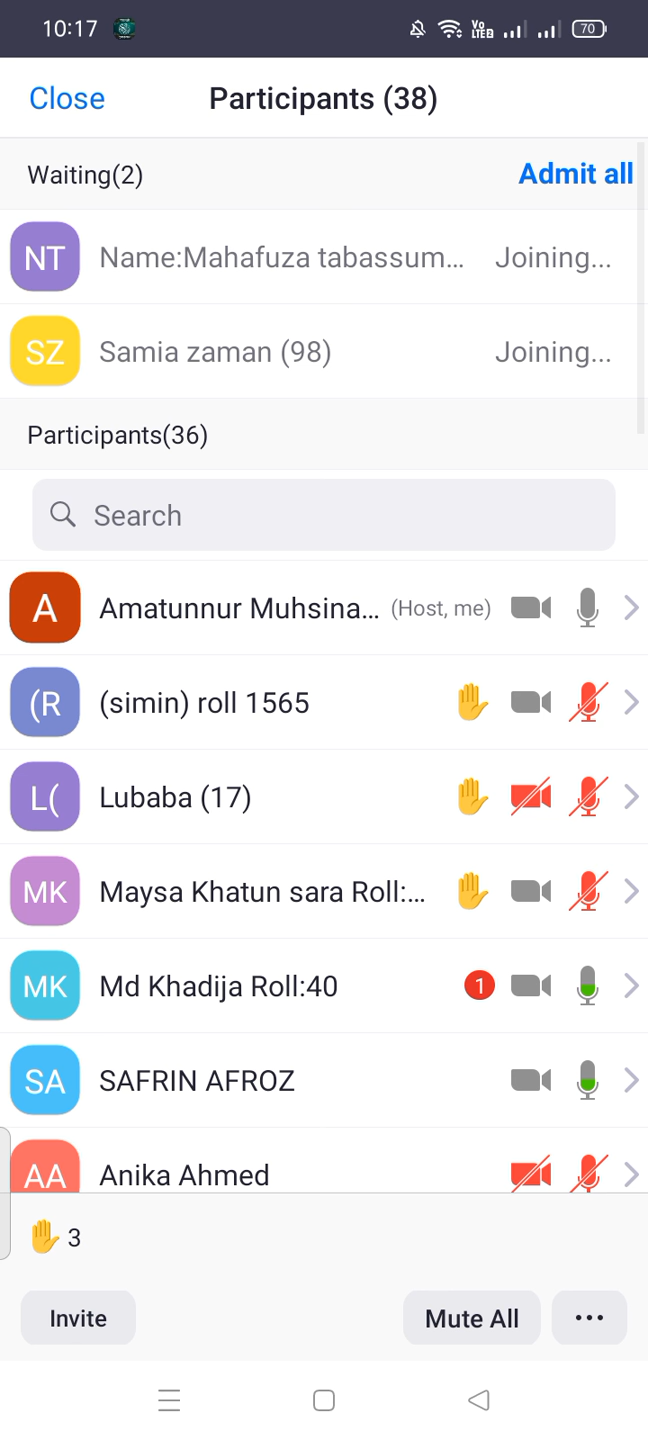 10:17
Vo
LTE2
70
Close
Participants (38)
Waiting(2)
Admit all
NT
Name:Mahafuza tabassum...
Joining...
SZ
Samia zaman (98)
Joining...
Participants(36)
Search
A
Amatunnur Muhsina... (Host, me)
(R
(simin) roll 1565
L(
Lubaba (17)
MK
Maysa Khatun sara Roll:...
MK
Md Khadija Roll:40
1
SA
SAFRIN AFROZ
AA
Anika Ahmed
3
Invite
Mute All